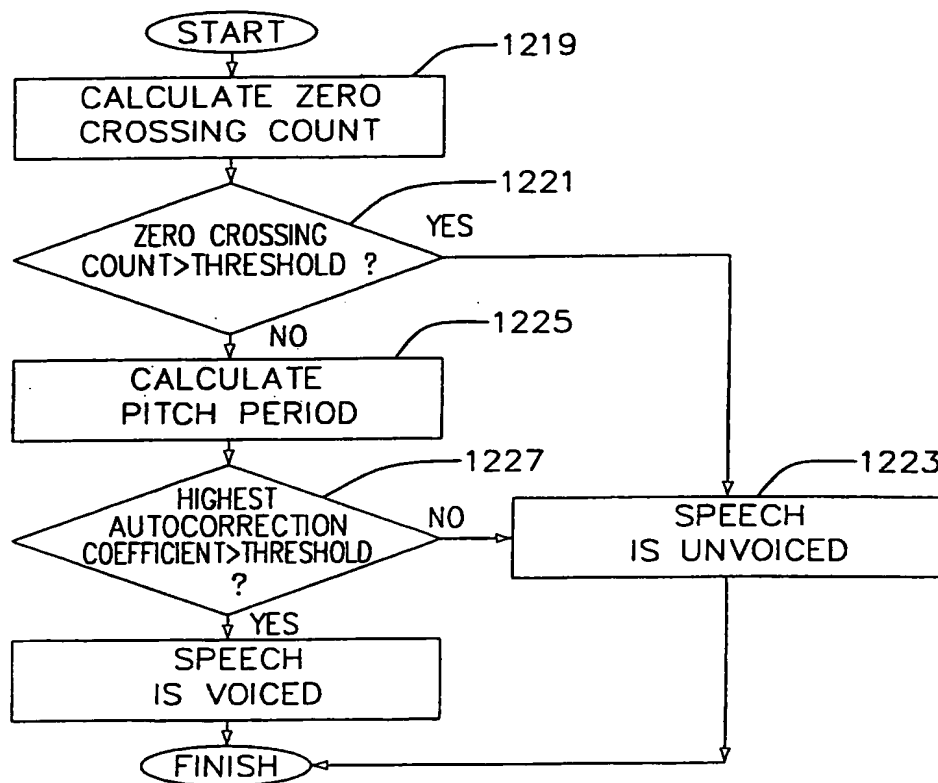 START
1219
CALCULATE ZERO
CROSSING COUNT
1221
ZERO CROSSING
COUNT>THRESHOLD ?
YES
NO
1225
CALCULATE
PITCH PERIOD
1227
HIGHEST
AUTOCORRECTION
COEFFICIENT>THRESHOLD
?
NO
1223
SPEECH
IS UNVOICED
YES
SPEECH
IS VOICED
FINISH